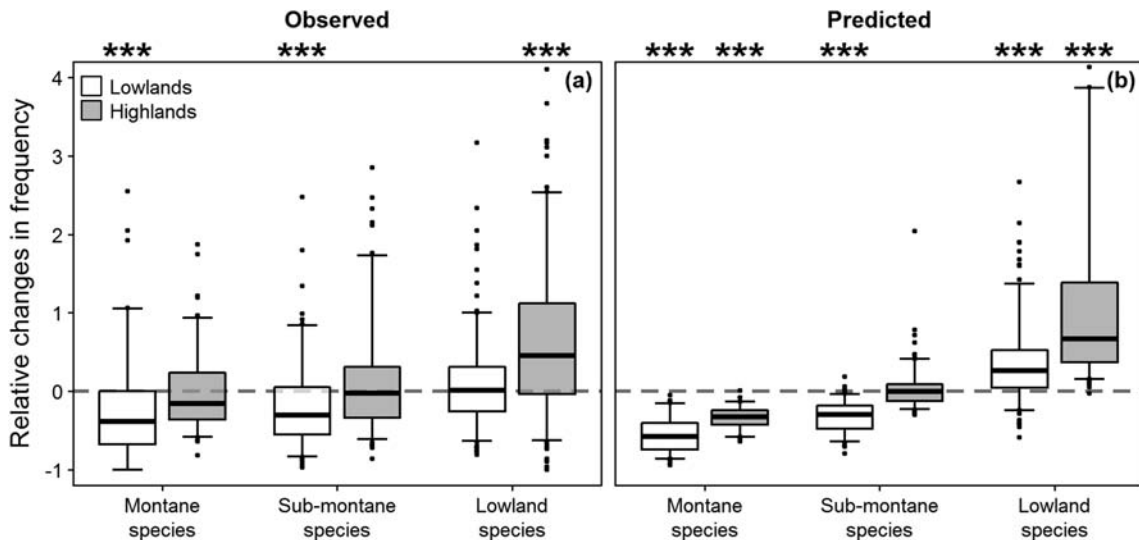 Observed
Predicted
*** *** ***
*** *** *** *** ***
Relative changes in frequency
4
3
2
1
0
-1
Lowlands
Highlands
(a)
(b)
Montane
species
Sub-montane
species
Lowland
species
Montane
species
Sub-montane
species
Lowland
species